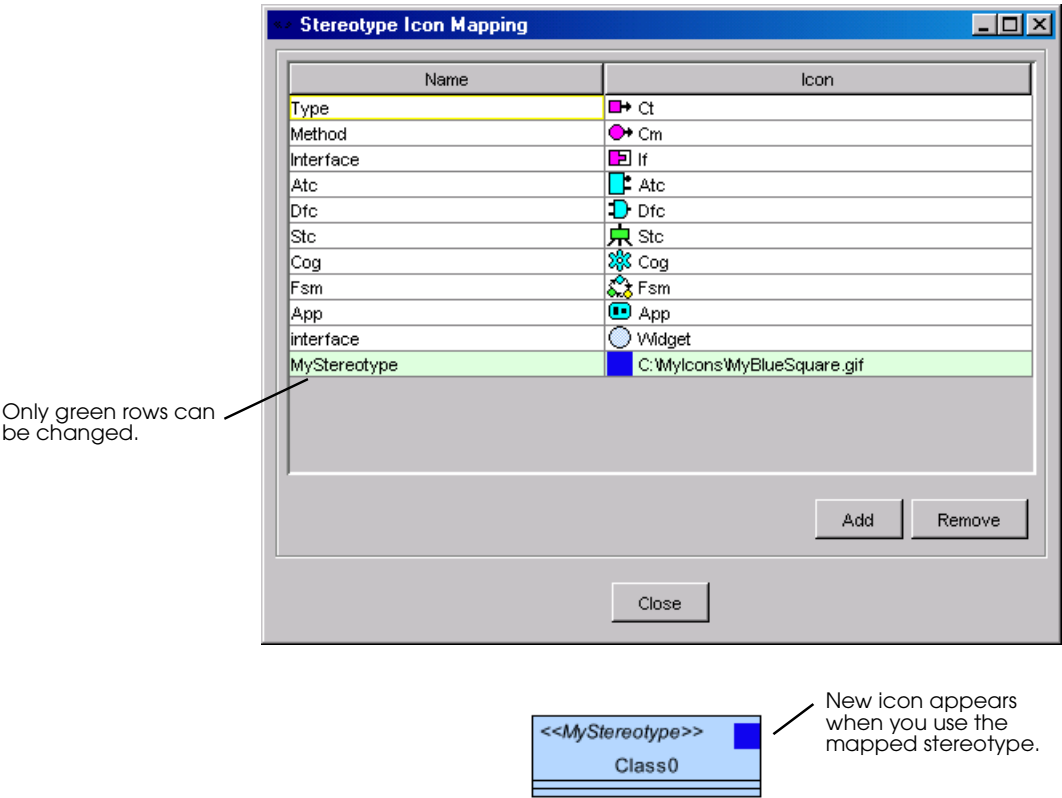 Stereotype Icon Mapping
Name Icon
Type Ct
Method Cm
Interface If
Atc Atc
Dfc Dfc
Stc Stc
Cog Cog
Fsm Fsm
App App
interface Widget
MyStereotype C:\MyIcons\MyBlueSquare.gif
Only green rows can
be changed.
Add Remove
Close
New icon appears
when you use the
mapped stereotype.
<<MyStereotype>>
Class0